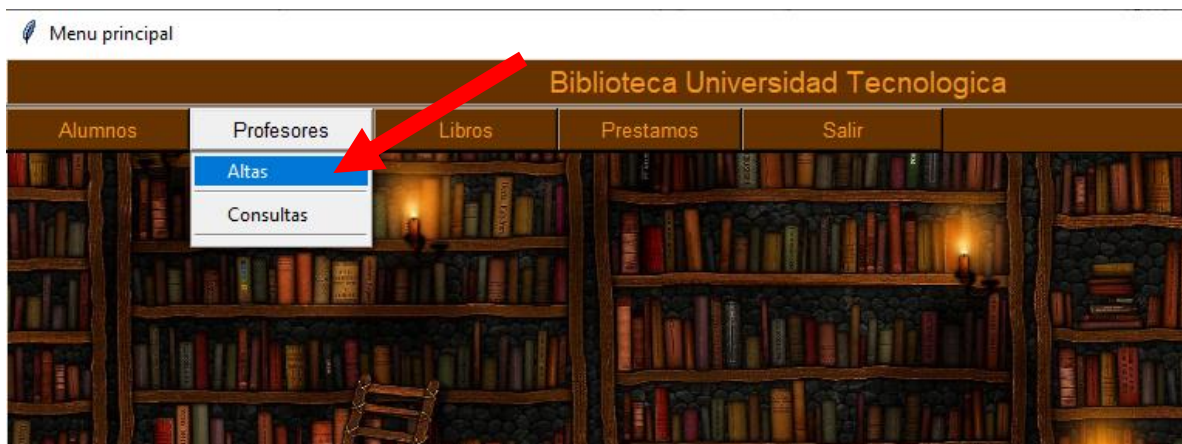 Menu principal
Biblioteca Universidad Tecnologica
Alumnos Profesores Libros Prestamos Salir
Altas
Consultas